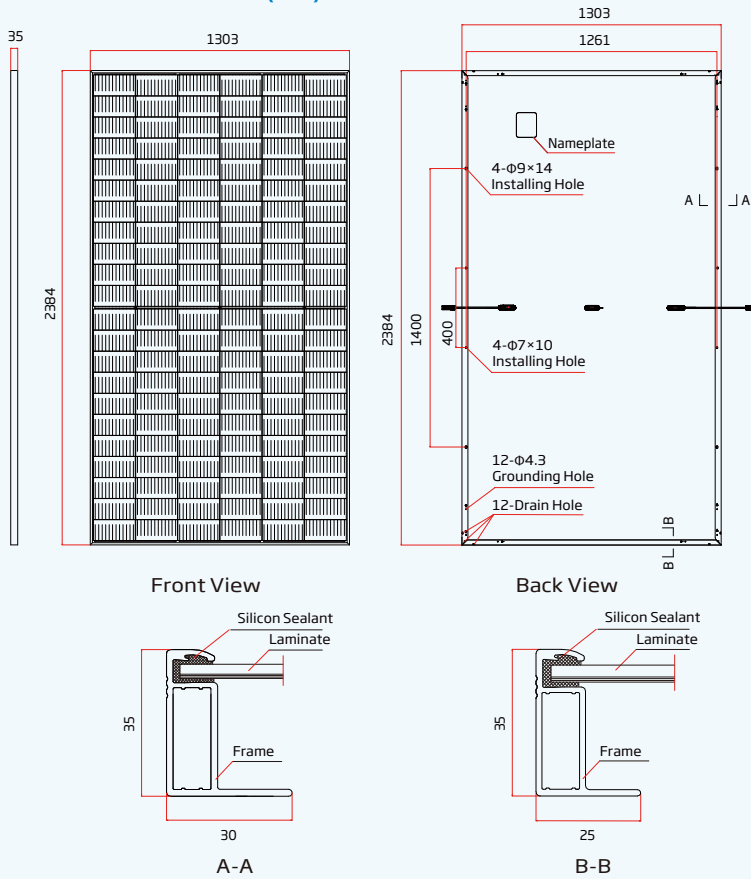 35
1303
2384
Front View
1303
1261
Nameplate
4-Φ9×14
Installing Hole
A
A
2384
1400
400
4-Φ7×10
Installing Hole
12-Φ4.3
Grounding Hole
12-Drain Hole
B
B
Back View
Silicon Sealant
Laminate
35
Frame
30
A-A
Silicon Sealant
Laminate
35
Frame
25
B-B